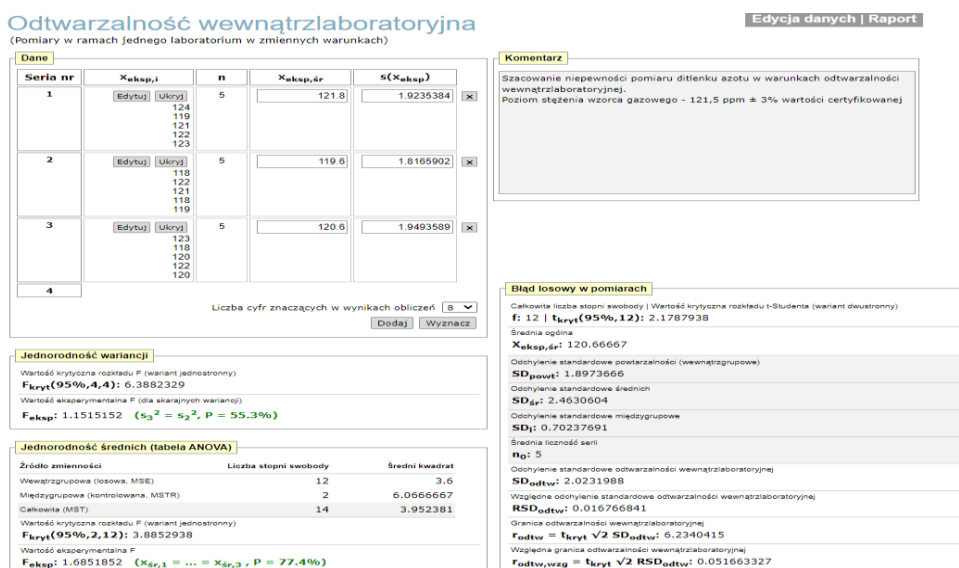 Odtwarzalność wewnątrzlaboratoryjna
Edycja danych | Raport
(Pomiary w ramach jednego laboratorium w zmiennych warunkach)
Dane
Seria nr xeksp,i n xeksp,śr s(xeksp)
1 Edytuj Ukryj 5 121.8 1.9235384 x
124
119
121
122
123
2 Edytuj Ukryj 5 119.6 1.8165902 x
118
122
121
118
119
3 Edytuj Ukryj 5 120.6 1.9493589 x
123
118
120
122
120
4
Liczba cyfr znaczących w wynikach obliczeń 8
Dodaj Wyznacz
Komentarz
Szacowanie niepewności pomiaru ditlenku azotu w warunkach odtwarzalności
wewnątrzlaboratoryjnej.
Poziom stężenia wzorca gazowego - 121,5 ppm ± 3% wartości certyfikowanej
Jednorodność wariancji
Wartość krytyczna rozkładu F (wariant jednostronny)
Fkryt(95%,4,4): 6.3882329
Wartość eksperymentalna F (dla skrajnych wariancji)
Feksp: 1.1515152 (s3² = s2², P = 55.3%)
Jednorodność średnich (tabela ANOVA)
Źródło zmienności Liczba stopni swobody Średni kwadrat
Wewnątrzgrupowa (losowa, MSE) 12 3.6
Międzygrupowa (kontrolowana, MSTR) 2 6.0666667
Całkowita (MST) 14 3.952381
Wartość krytyczna rozkładu F (wariant jednostronny)
Fkryt(95%,2,12): 3.8852938
Wartość eksperymentalna F
Feksp: 1.6851852 (xśr,1 = ... = xśr,3 , P = 77.4%)
Błąd losowy w pomiarach
Całkowita liczba stopni swobody | Wartość krytyczna rozkładu t-Studenta (wariant dwustronny)
f: 12 | tkryt(95%,12): 2.1787938
Średnia ogólna
Xeksp,śr: 120.66667
Odchylenie standardowe powtarzalności (wewnątrzgrupowe)
SDpowt: 1.8973666
Odchylenie standardowe średnich
SDśr: 2.4630604
Odchylenie standardowe międzygrupowe
SDI: 0.70237691
Średnia liczność serii
n0: 5
Odchylenie standardowe odtwarzalności wewnątrzlaboratoryjnej
SDodtw: 2.0231988
Względne odchylenie standardowe odtwarzalności wewnątrzlaboratoryjnej
RSDodtw: 0.016766841
Granica odtwarzalności wewnątrzlaboratoryjnej
rodtw = tkryt √2 SDodtw: 6.2340415
Względna granica odtwarzalności wewnątrzlaboratoryjnej
rodtw,wzg = tkryt √2 RSDodtw: 0.051663327